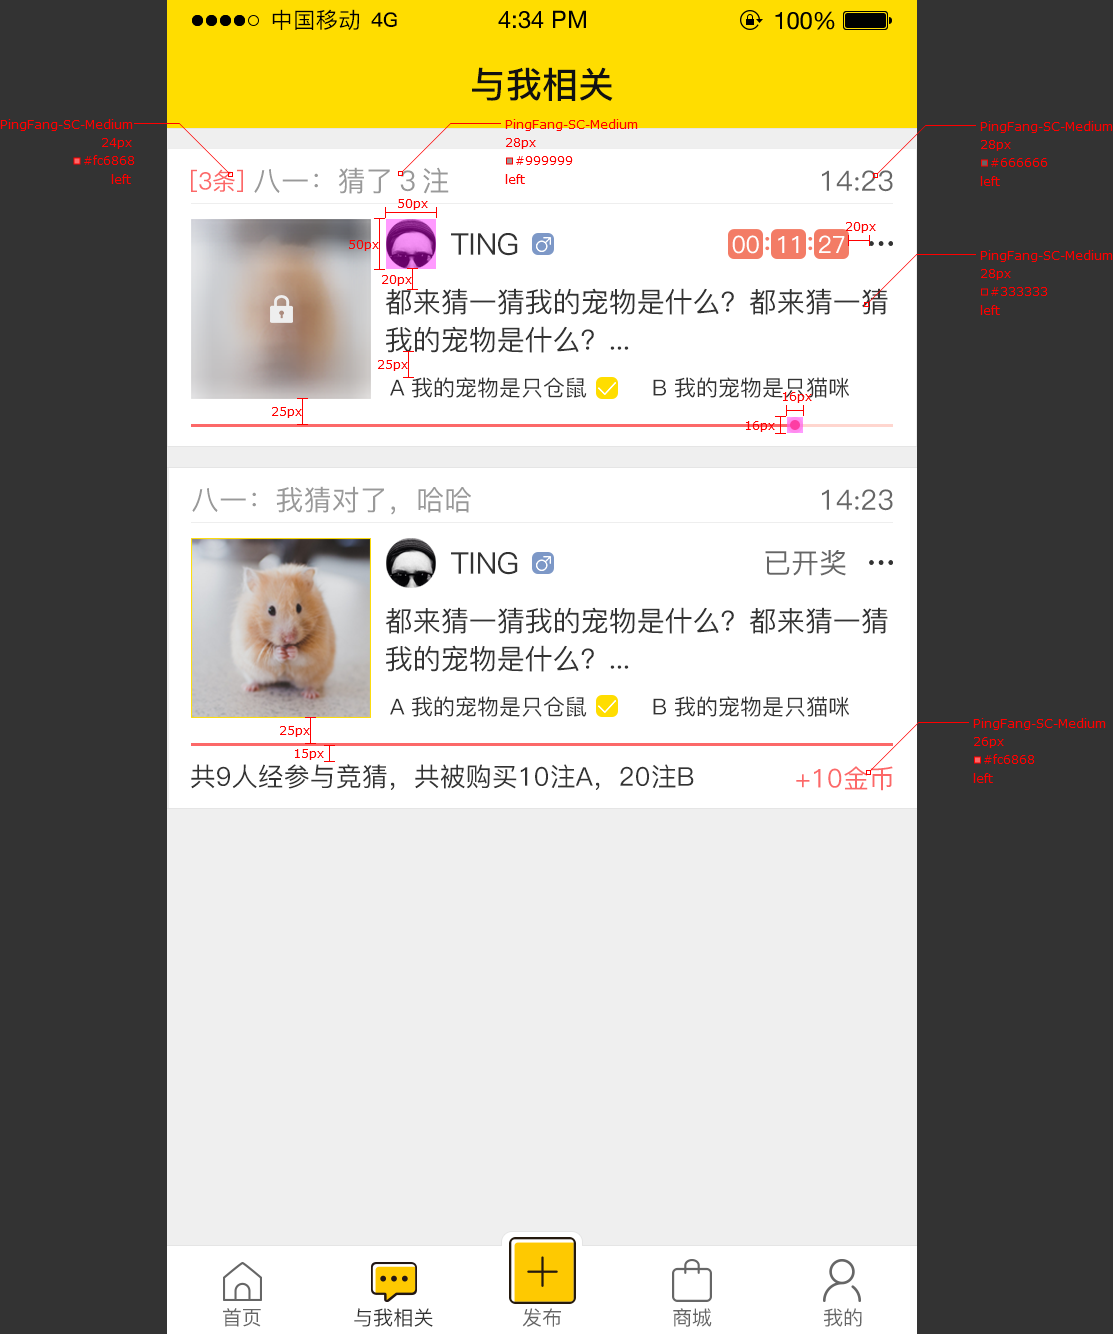 中国移动 4G 4:34 PM 100%
与我相关
PingFang-SC-Medium
24px
#fc6868
left
PingFang-SC-Medium
28px
#999999
left
PingFang-SC-Medium
28px
#666666
left
[3条] 八一：猜了 3 注 14:23
50px
50px
20px
TING 00:11:27 ...
20px
PingFang-SC-Medium
28px
#333333
left
都来猜一猜我的宠物是什么？都来猜一猜
我的宠物是什么？...
25px
A 我的宠物是只仓鼠 B 我的宠物是只猫咪
25px
16px
16px
八一：我猜对了，哈哈 14:23
TING 已开奖 ...
都来猜一猜我的宠物是什么？都来猜一猜
我的宠物是什么？...
A 我的宠物是只仓鼠 B 我的宠物是只猫咪
25px
15px
PingFang-SC-Medium
26px
#fc6868
left
共9人经参与竞猜，共被购买10注A，20注B +10金币
首页 与我相关 发布 商城 我的